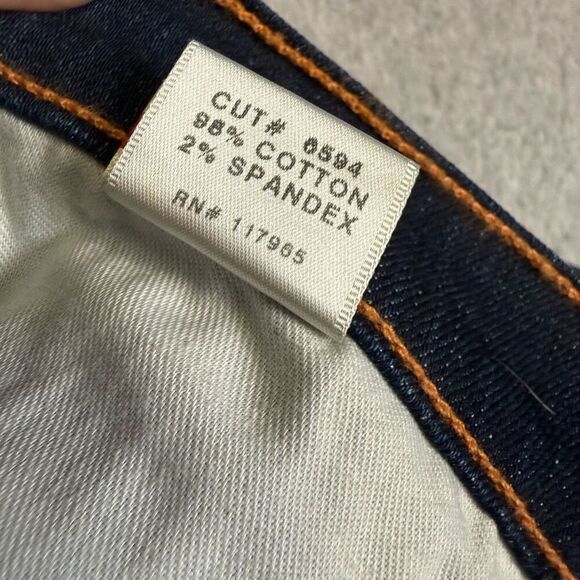 CUT# 6594
98% COTTON
2% SPANDEX
RN# 117965